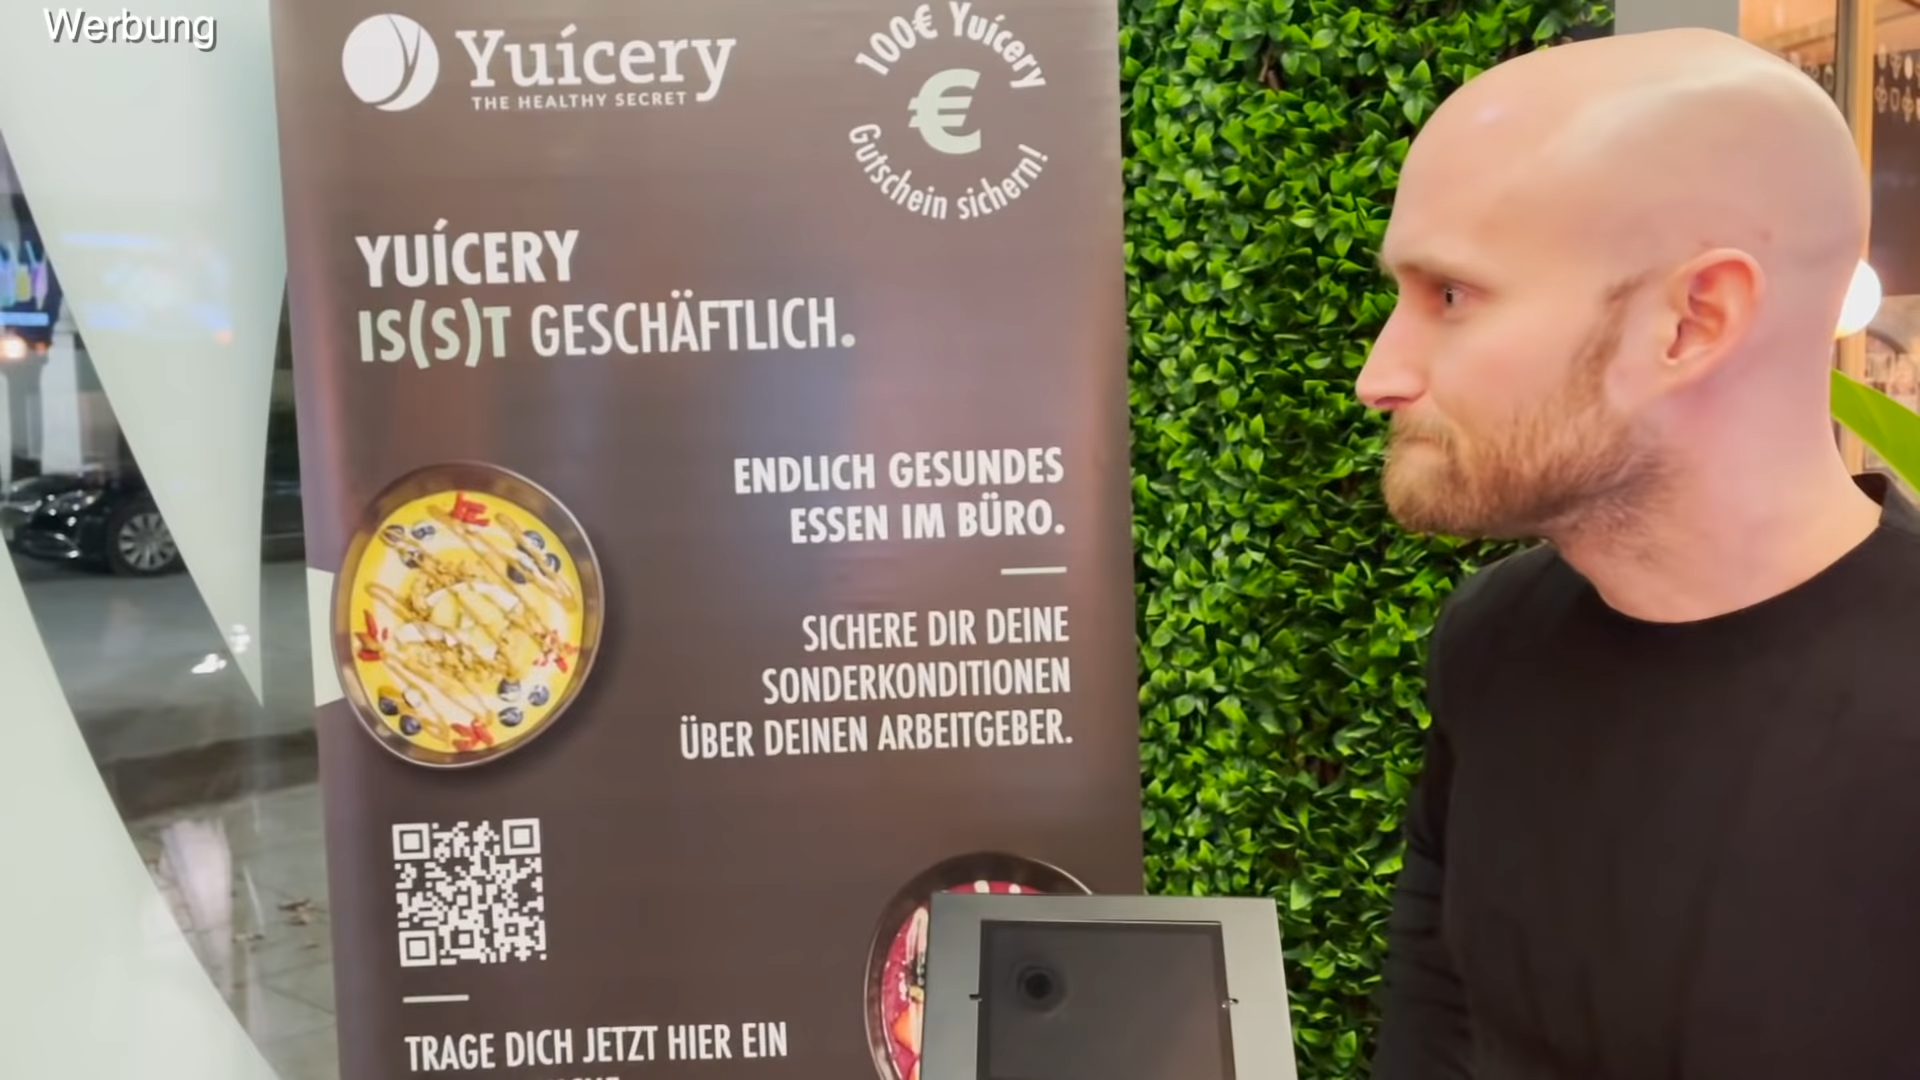 Werbung
Yuícery
THE HEALTHY SECRET
100€ Yuícery
€
Gutschein sichern!
YUÍCERY
IS(S)T GESCHÄFTLICH.
ENDLICH GESUNDES
ESSEN IM BÜRO.
SICHERE DIR DEINE
SONDERKONDITIONEN
ÜBER DEINEN ARBEITGEBER.
TRAGE DICH JETZT HIER EIN